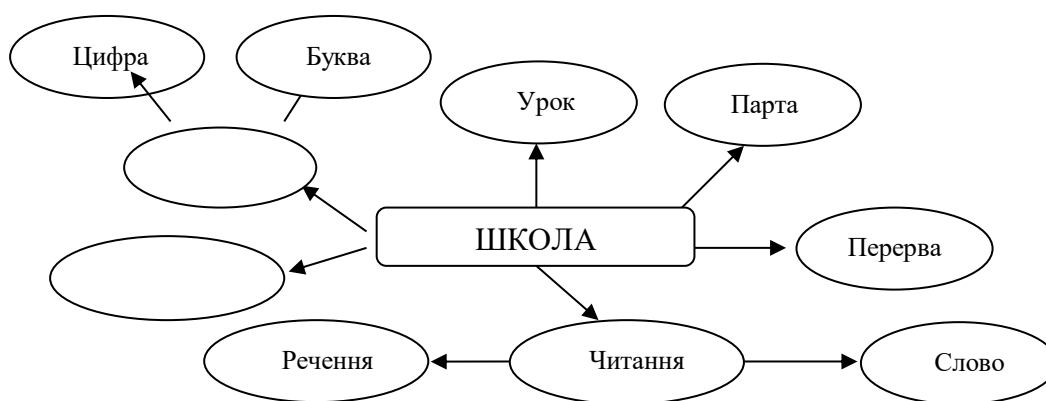 Цифра
Буква
Урок
Парта
ШКОЛА
Перерва
Речення
Читання
Слово